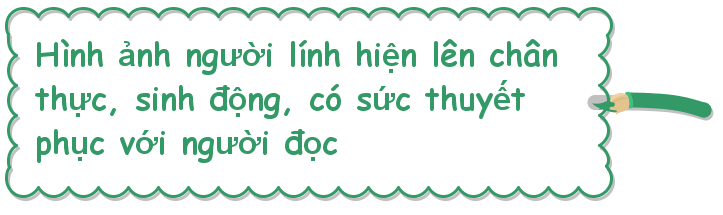 Hình ảnh người lính hiện lên chân
thực, sinh động, có sức thuyết
phục với người đọc